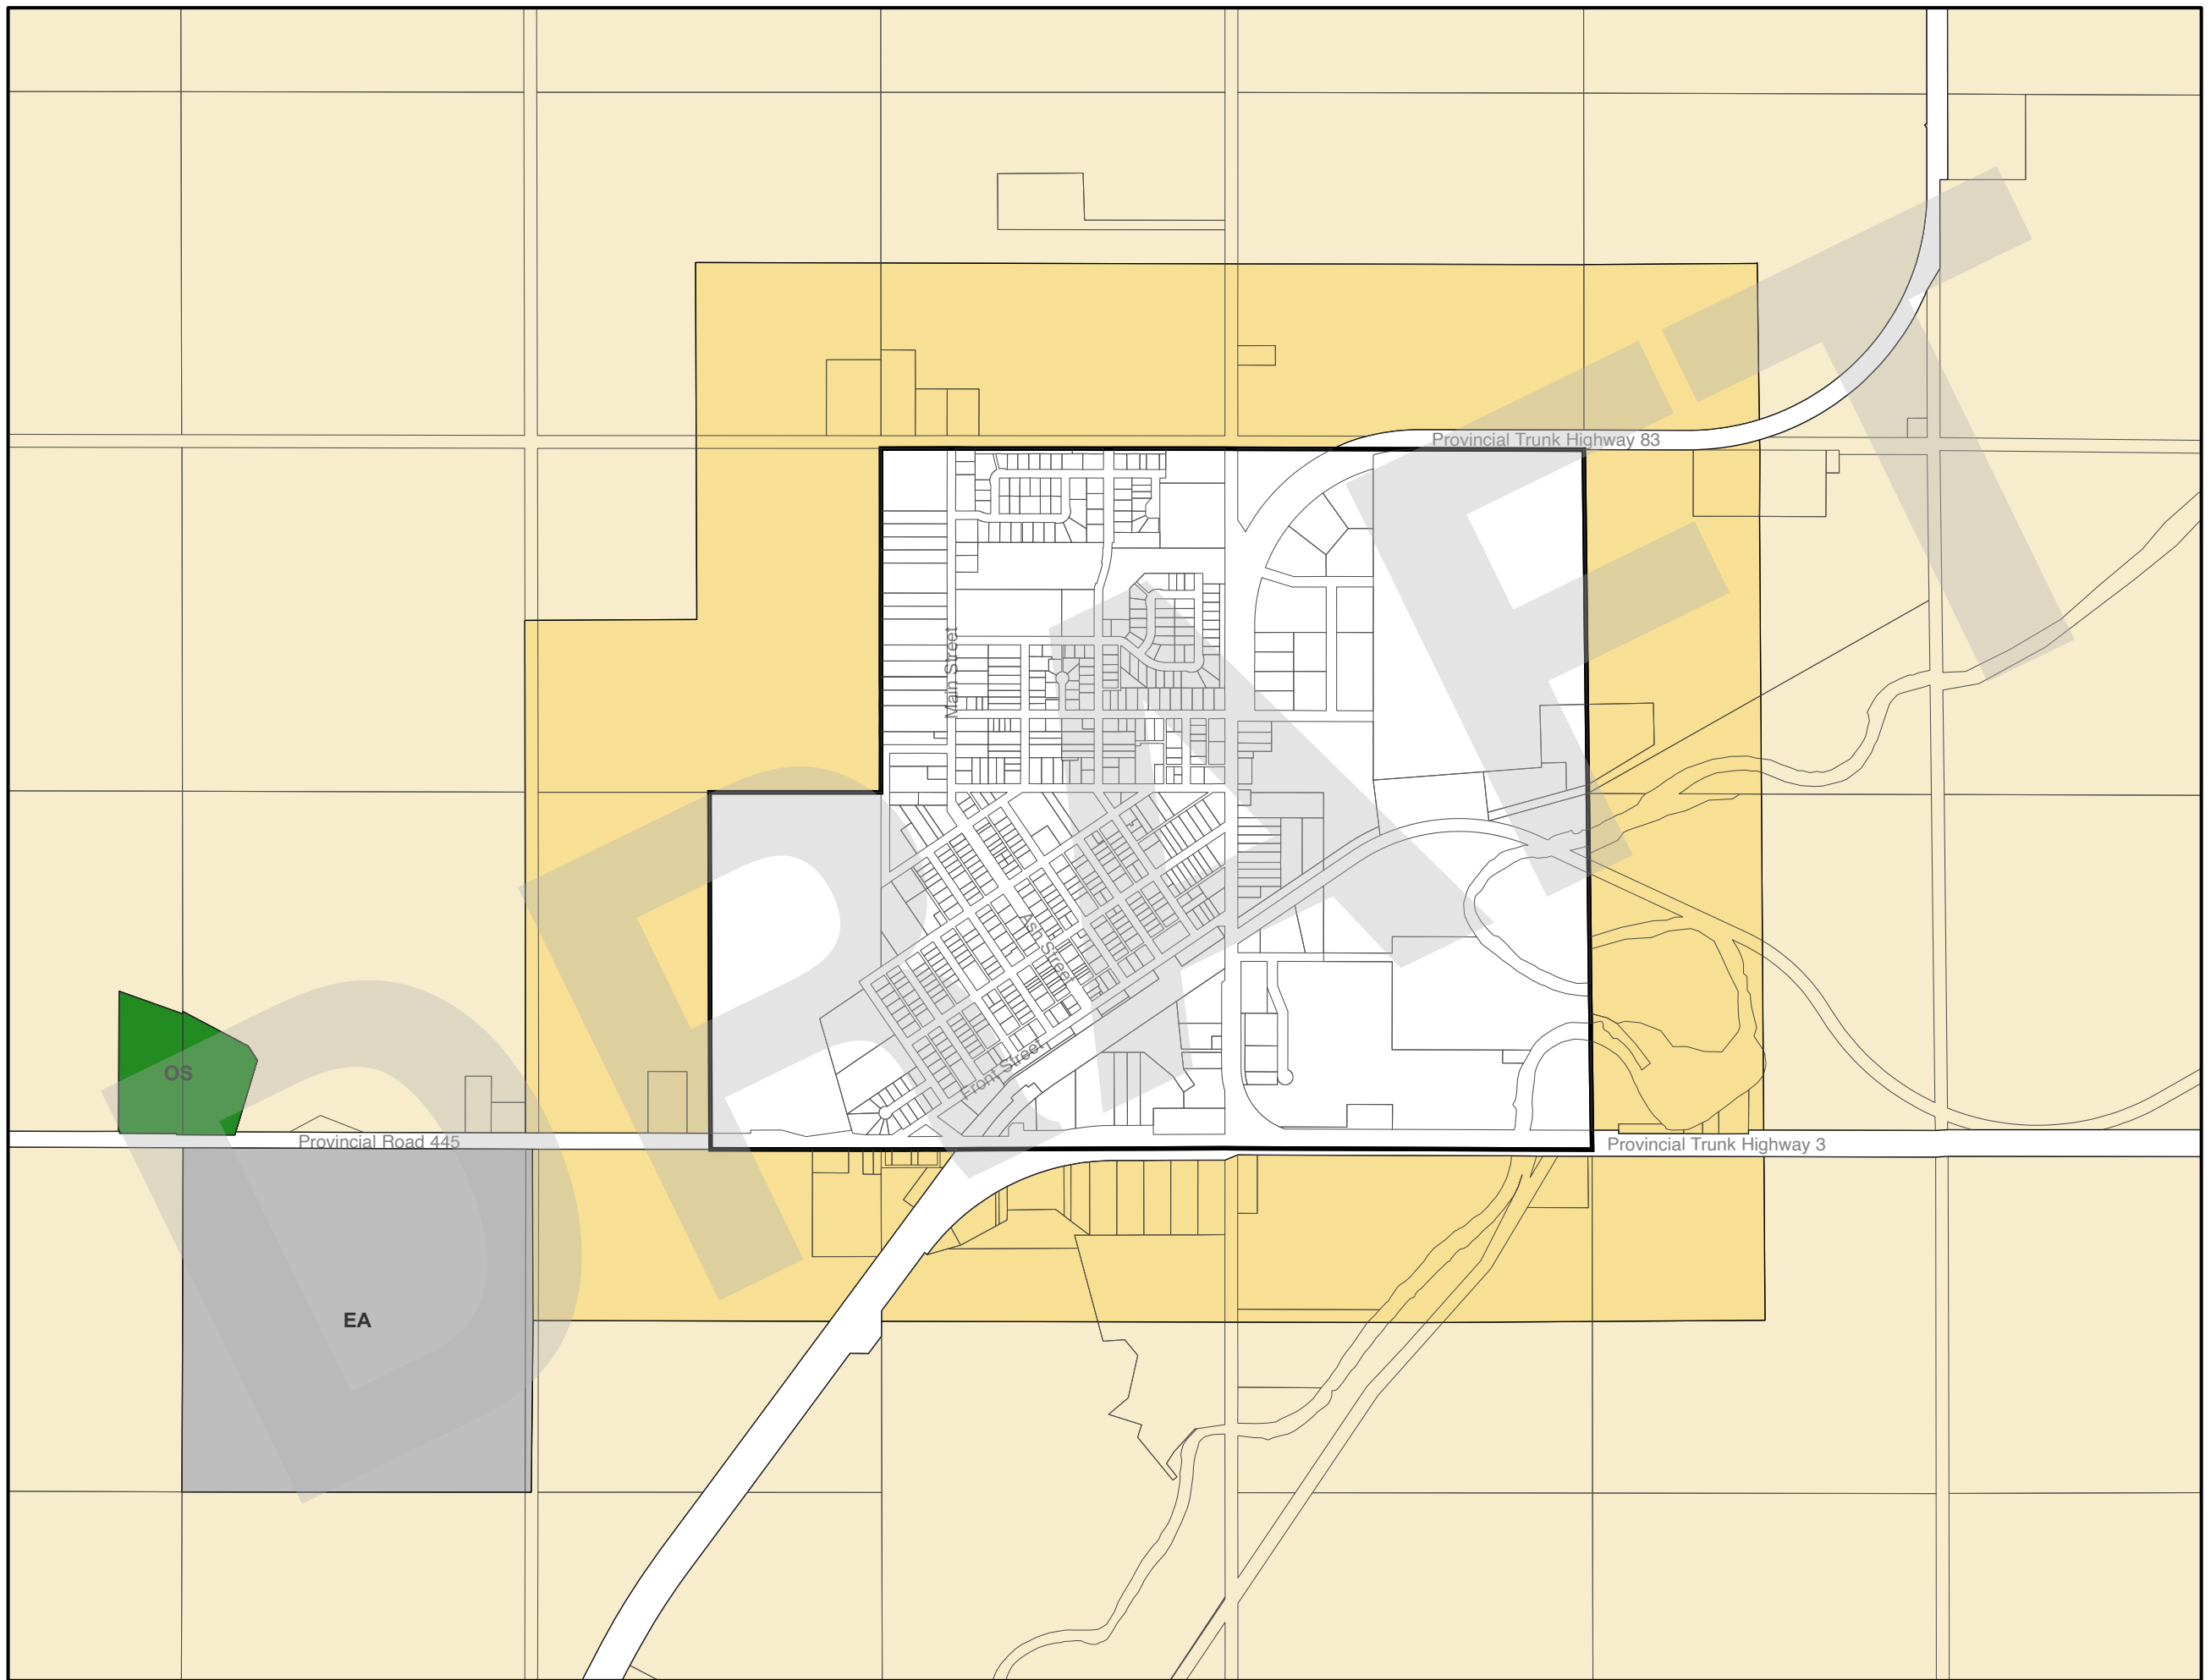 Provincial Trunk Highway 83
Main Street
Ash Street
Front Street
OS
Provincial Road 445
Provincial Trunk Highway 3
EA
DRAFT